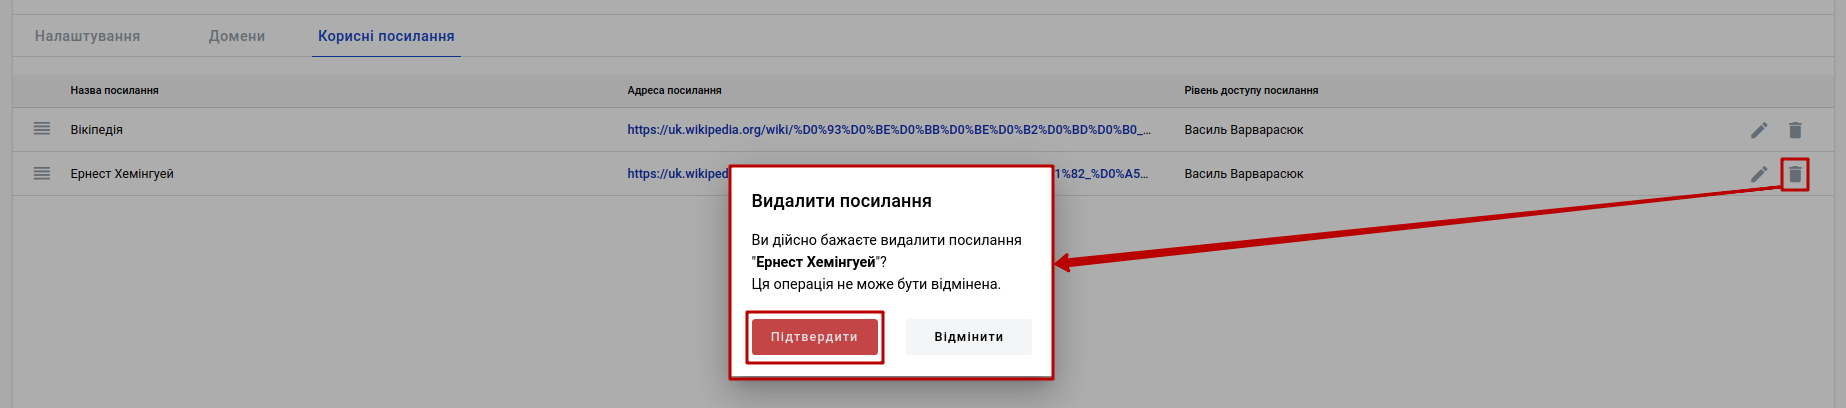 Налаштування Домени Корисні посилання
Назва посилання Адреса посилання Рівень доступу посилання
Вікіпедія https://uk.wikipedia.org/wiki/%D0%93%D0%BE%D0%BB%D0%BE%D0%B2%D0%BD%D0%B0_... Василь Варварасюк
Ернест Хемінгуей https://uk.wikiped 1%82_%D0%A5... Василь Варварасюк
Видалити посилання
Ви дійсно бажаєте видалити посилання
"Ернест Хемінгуей"?
Ця операція не може бути відмінена.
Підтвердити Відмінити